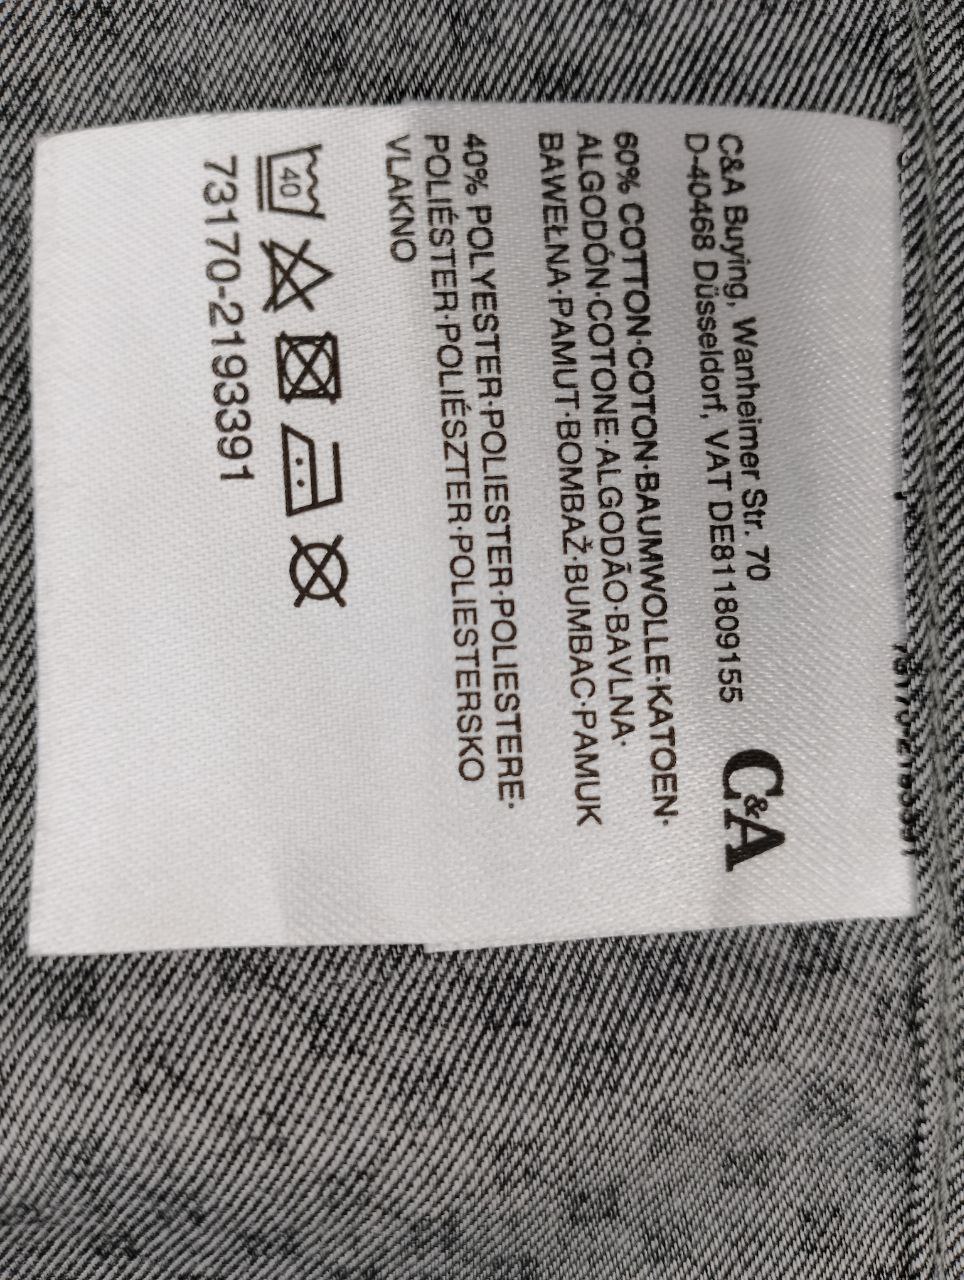 C&A Buying, Wanheimer Str. 70
D-40468 Düsseldorf, VAT DE811809155
C&A
60% COTTON·COTON·BAUMWOLLE·KATOEN·
ALGODÓN·COTONE·ALGODÃO·BAVLNA·
BAWEŁNA·PAMUT·BOMBAŽ·BUMBAC·PAMUK
40% POLYESTER·POLIESTER·POLIESTERE·
POLIÉSTER·POLIÉSZTER·POLIESTERSKO
VLAKNO
40
73170-2193391